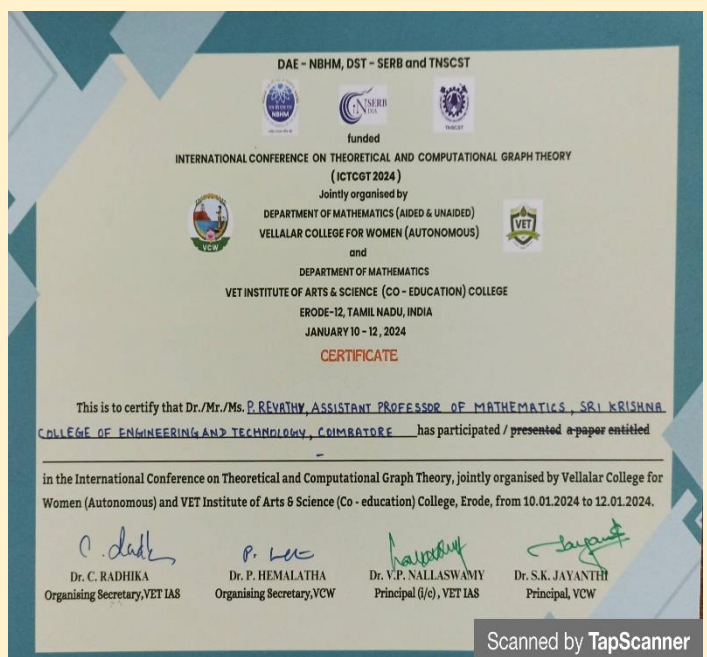 DAE - NBHM, DST - SERB and TNSCST
NBHM
SERB
INDIA
TNSCST
funded
INTERNATIONAL CONFERENCE ON THEORETICAL AND COMPUTATIONAL GRAPH THEORY
(ICTCGT 2024)
Jointly organised by
DEPARTMENT OF MATHEMATICS (AIDED & UNAIDED)
VELLALAR COLLEGE FOR WOMEN (AUTONOMOUS)
VCW
VET
and
DEPARTMENT OF MATHEMATICS
VET INSTITUTE OF ARTS & SCIENCE (CO - EDUCATION) COLLEGE
ERODE-12, TAMIL NADU, INDIA
JANUARY 10 - 12, 2024
CERTIFICATE
This is to certify that Dr./Mr./Ms. P. REVATHY, ASSISTANT PROFESSOR OF MATHEMATICS, SRI KRISHNA
COLLEGE OF ENGINEERING AND TECHNOLOGY, COIMBATORE has participated / presented a paper entitled
-
in the International Conference on Theoretical and Computational Graph Theory, jointly organised by Vellalar College for
Women (Autonomous) and VET Institute of Arts & Science (Co - education) College, Erode, from 10.01.2024 to 12.01.2024.
Dr. C. RADHIKA
Organising Secretary, VET IAS
Dr. P. HEMALATHA
Organising Secretary, VCW
Dr. V.P. NALLASWAMY
Principal (i/c), VET IAS
Dr. S.K. JAYANTHI
Principal, VCW
Scanned by TapScanner